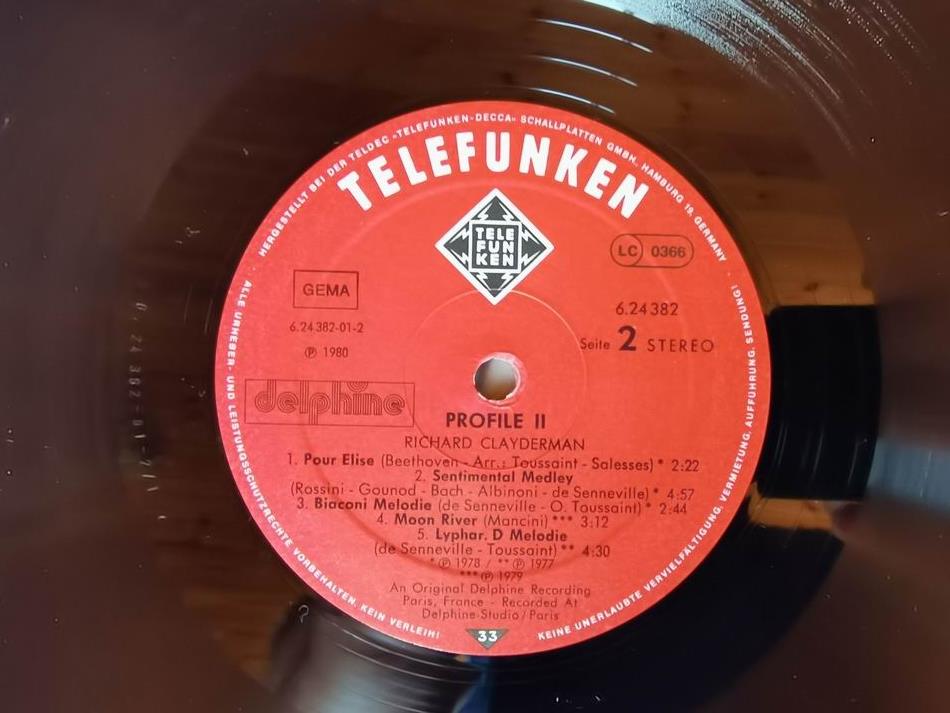 HERGESTELLT BEI DER TELDEC »TELEFUNKEN-DECCA« SCHALLPLATTEN GMBH, HAMBURG 19, GERMANY
TELEFUNKEN
TELE
FUN
KEN
LC 0366
GEMA
6.24382
6.24382-01-2
Seite 2 STEREO
℗ 1980
delphine
PROFILE II
RICHARD CLAYDERMAN
1. Pour Elise (Beethoven - Arr.: Toussaint - Salesses) * 2:22
2. Sentimental Medley
(Rossini - Gounod - Bach - Albinoni - de Senneville) * 4:57
3. Biaconi Melodie (de Senneville - O. Toussaint) * 2:44
4. Moon River (Mancini) *** 3:12
5. Lyphar. D Melodie
(de Senneville - Toussaint) ** 4:30
* ℗ 1978 / ** ℗ 1977
*** ℗ 1979
An Original Delphine Recording
Paris, France - Recorded At
Delphine-Studio/Paris
33
ALLE URHEBER- UND LEISTUNGSSCHUTZRECHTE VORBEHALTEN. KEIN VERLEIH!
KEINE UNERLAUBTE VERVIELFÄLTIGUNG, VERMIETUNG, AUFFÜHRUNG, SENDUNG!